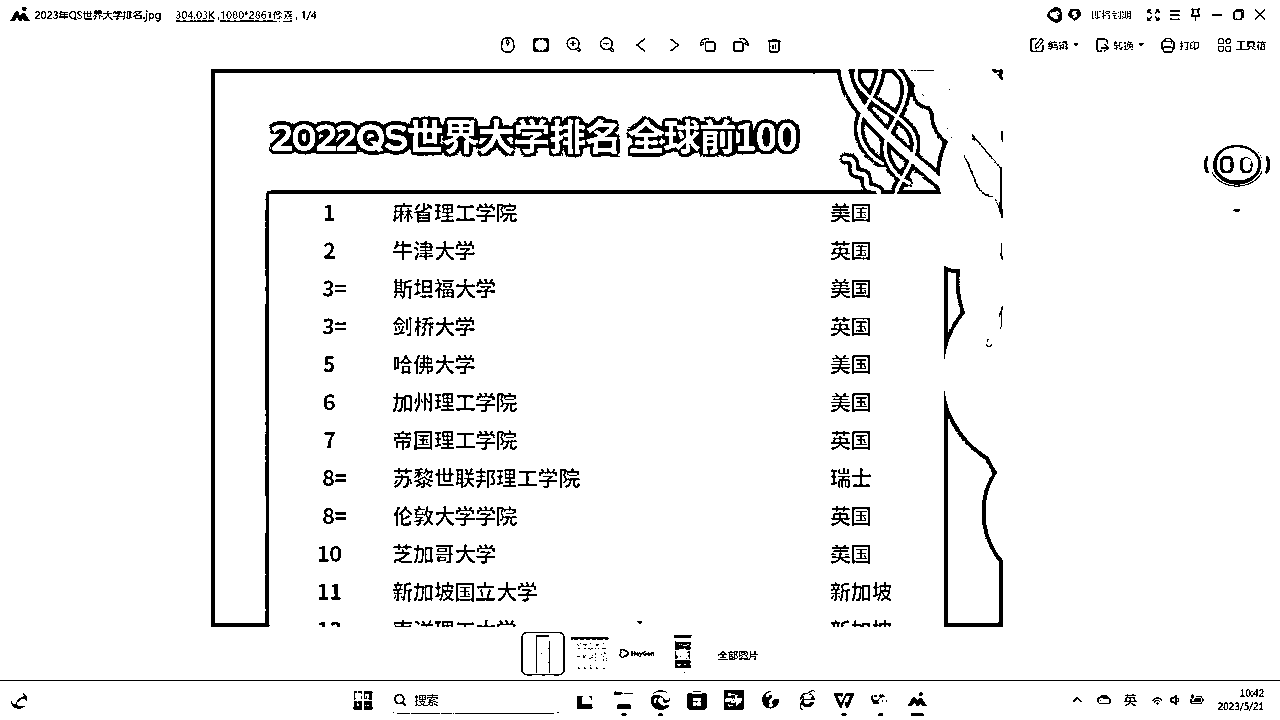 2023年QS世界大学排名.jpg 304.03K ,1080*2861像素 , 1/4
即将到期
编辑 转换 打印 工具箱
2022QS世界大学排名 全球前100
1 麻省理工学院 美国
2 牛津大学 英国
3= 斯坦福大学 美国
3= 剑桥大学 英国
5 哈佛大学 美国
6 加州理工学院 美国
7 帝国理工学院 英国
8= 苏黎世联邦理工学院 瑞士
8= 伦敦大学学院 英国
10 芝加哥大学 美国
11 新加坡国立大学 新加坡
HeyGen
全部照片
搜索
英
10:42
2023/5/21